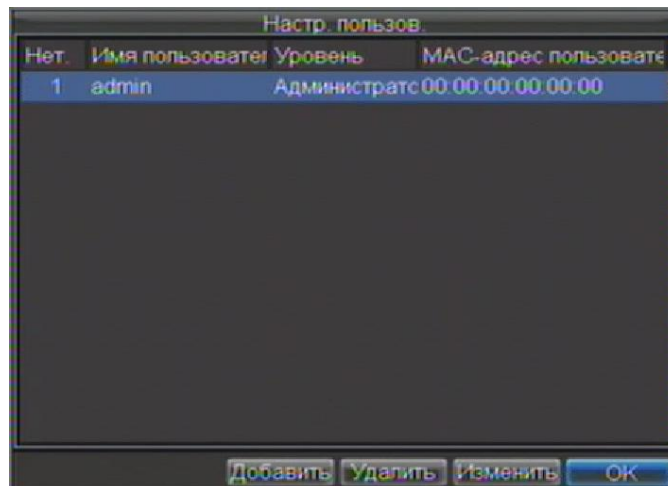 Настр. пользов.
Нет. Имя пользовател Уровень МАС-адрес пользовате
1 admin Администратс 00:00:00:00:00:00
Добавить Удалить Изменить OK